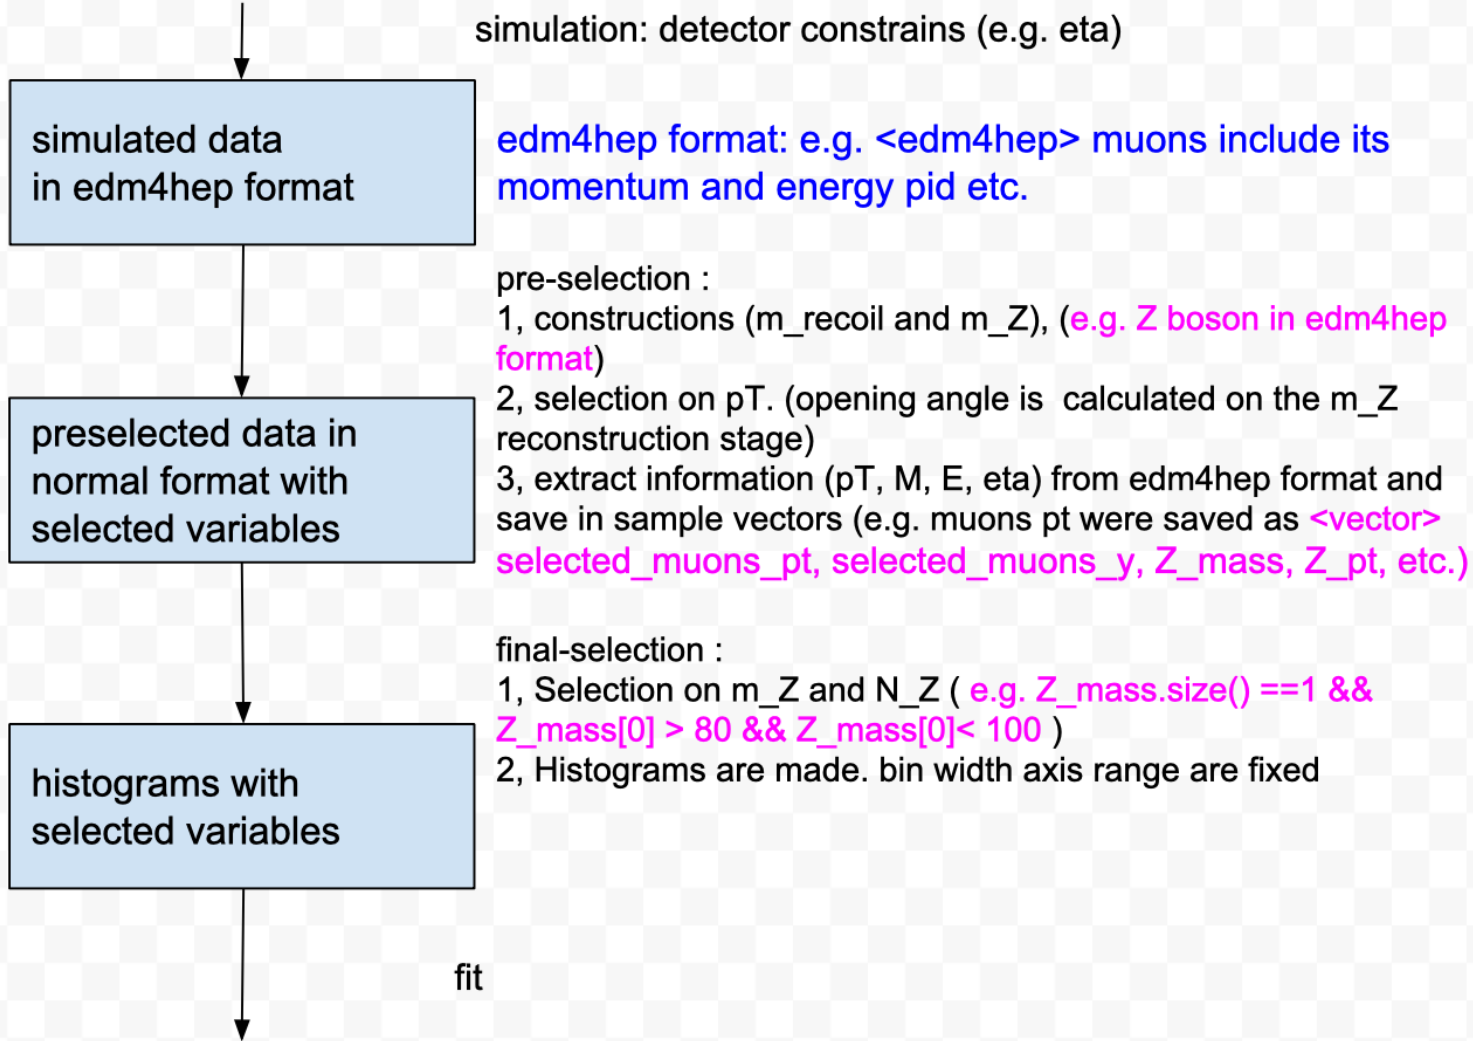 simulation: detector constrains (e.g. eta)
simulated data
in edm4hep format
edm4hep format: e.g. <edm4hep> muons include its
momentum and energy pid etc.
pre-selection :
1, constructions (m_recoil and m_Z), (e.g. Z boson in edm4hep
format)
2, selection on pT. (opening angle is  calculated on the m_Z
reconstruction stage)
3, extract information (pT, M, E, eta) from edm4hep format and
save in sample vectors (e.g. muons pt were saved as <vector>
selected_muons_pt, selected_muons_y, Z_mass, Z_pt, etc.)
preselected data in
normal format with
selected variables
final-selection :
1, Selection on m_Z and N_Z ( e.g. Z_mass.size() ==1 &&
Z_mass[0] > 80 && Z_mass[0]< 100 )
2, Histograms are made. bin width axis range are fixed
histograms with
selected variables
fit